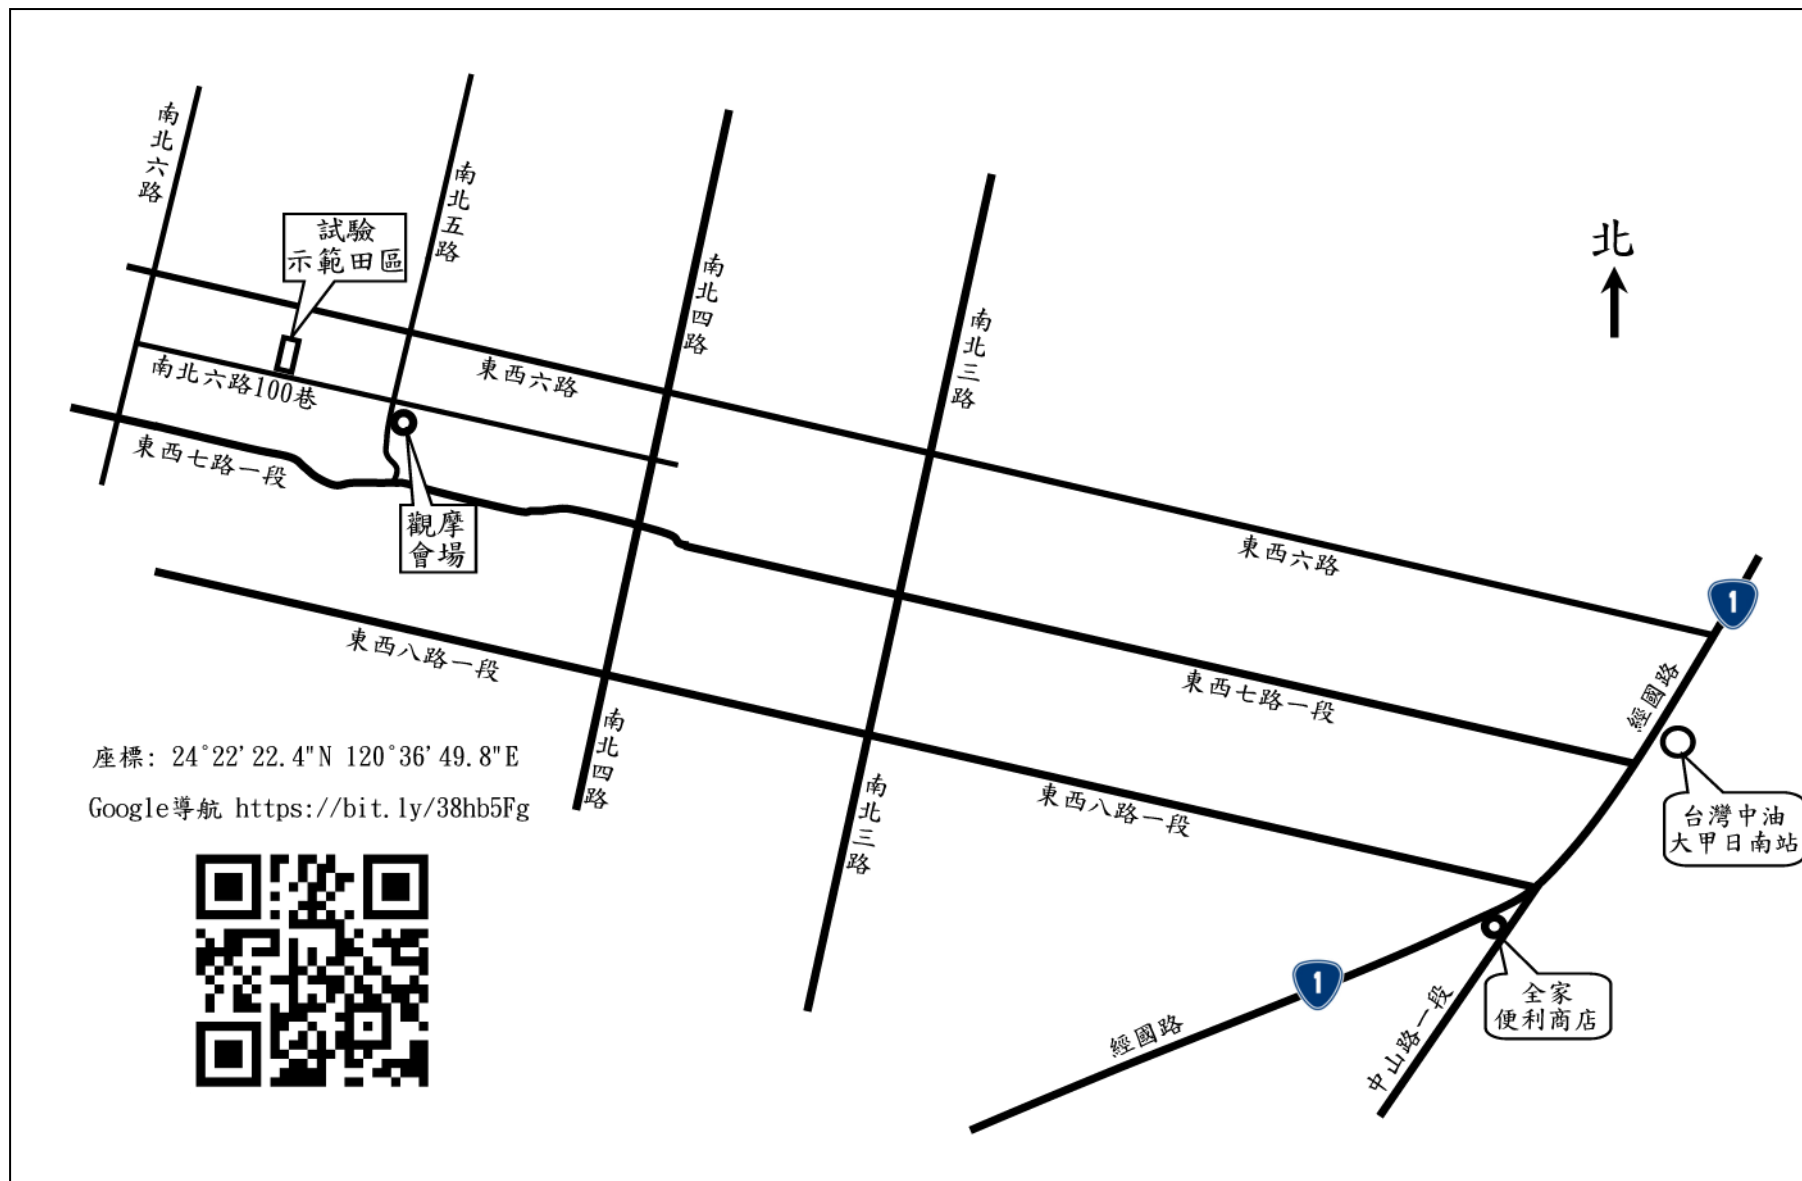 南北六路
南北五路
試驗
示範田區
南北四路
南北三路
北
南北六路100巷
東西六路
東西七路一段
觀摩
會場
東西六路
1
東西八路一段
東西七路一段
經國路
南北四路
南北三路
東西八路一段
台灣中油
大甲日南站
座標: 24°22'22.4"N 120°36'49.8"E
Google導航 https://bit.ly/38hb5Fg
1
全家
便利商店
經國路
中山路一段